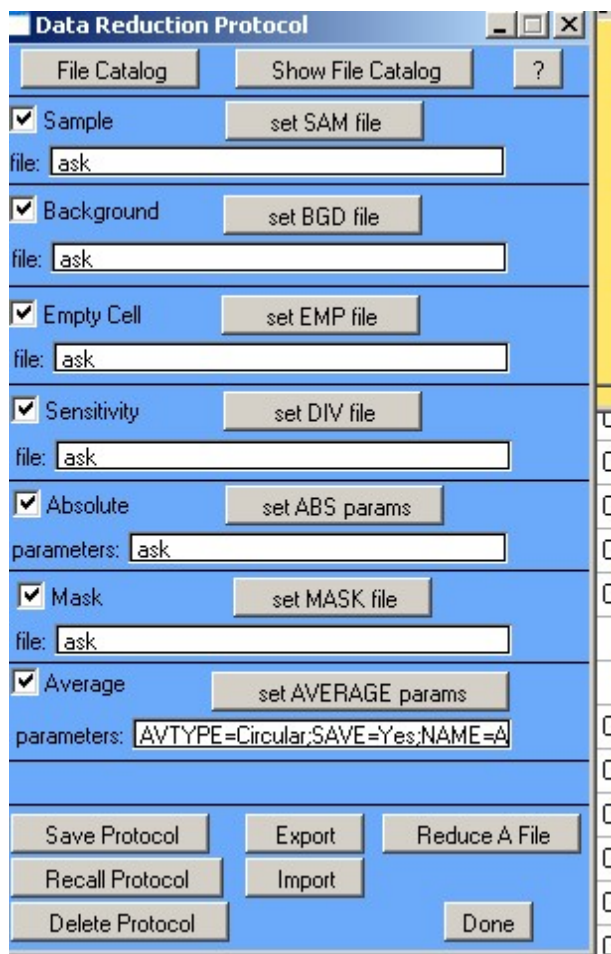 Data Reduction Protocol
File Catalog Show File Catalog ?
Sample set SAM file
file: ask
Background set BGD file
file: ask
Empty Cell set EMP file
file: ask
Sensitivity set DIV file
file: ask
Absolute set ABS params
parameters: ask
Mask set MASK file
file: ask
Average set AVERAGE params
parameters: AVTYPE=Circular;SAVE=Yes;NAME=A
Save Protocol Export Reduce A File
Recall Protocol Import
Delete Protocol Done